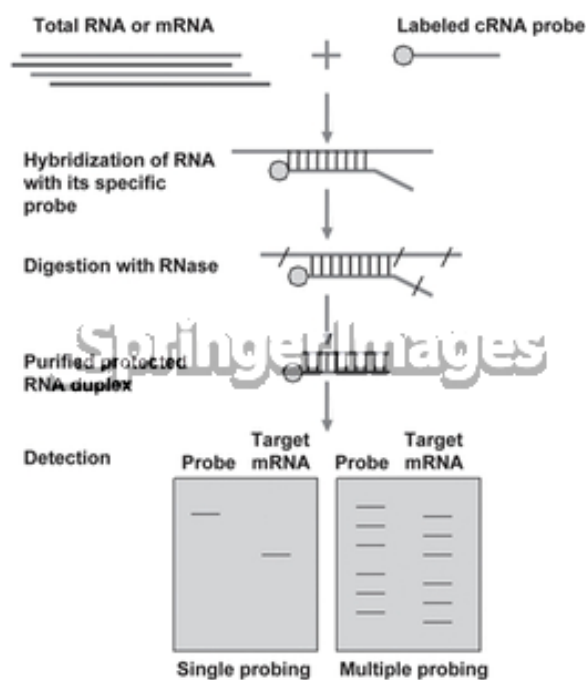 Total RNA or mRNA
+
Labeled cRNA probe
Hybridization of RNA
with its specific
probe
Digestion with RNase
SpringerImages
Purified protected
RNA duplex
Detection
Probe
Target
mRNA
Probe
Target
mRNA
Single probing
Multiple probing